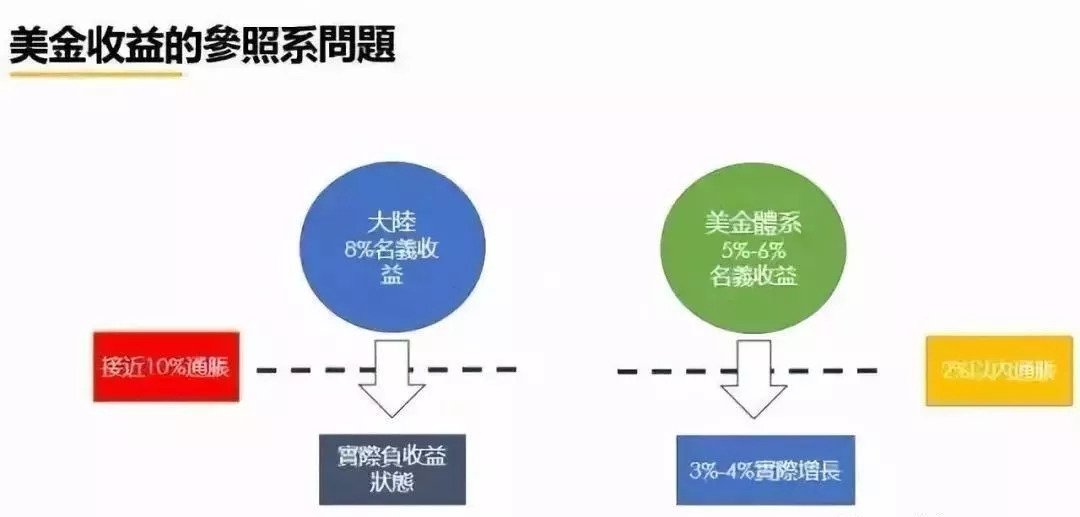 美金收益的參照系問題
大陸
8%名義收
益
美金體系
5%-6%
名義收益
接近10%通脹
2%以内通脹
實際負收益
狀態
3%-4%實際增長